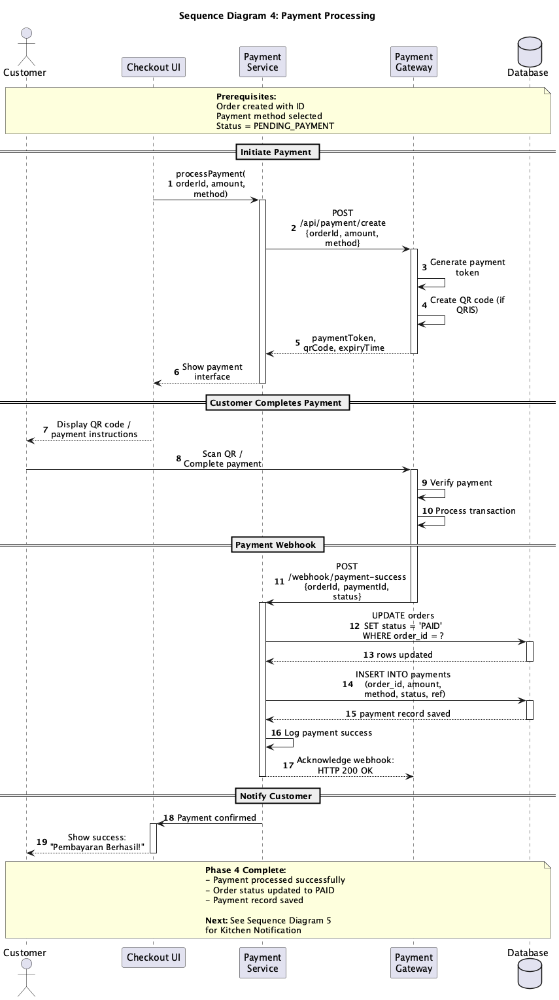 Sequence Diagram 4: Payment Processing
Customer
Checkout UI
Payment
Service
Payment
Gateway
Database
Prerequisites:
Order created with ID
Payment method selected
Status = PENDING_PAYMENT
Initiate Payment
processPayment(
1 orderId, amount,
method)
POST
/api/payment/create
2 {orderId, amount,
method}
3 Generate payment
token
4 Create QR code (if
QRIS)
5 paymentToken,
qrCode, expiryTime
6 Show payment
interface
Customer Completes Payment
7 Display QR code /
payment instructions
8 Scan QR /
Complete payment
9 Verify payment
10 Process transaction
Payment Webhook
POST
/webhook/payment-success
11 {orderId, paymentId,
status}
UPDATE orders
12 SET status = 'PAID'
WHERE order_id = ?
13 rows updated
INSERT INTO payments
14 (order_id, amount,
method, status, ref)
15 payment record saved
16 Log payment success
17 Acknowledge webhook:
HTTP 200 OK
Notify Customer
18 Payment confirmed
19 Show success:
"Pembayaran Berhasil!"
Phase 4 Complete:
- Payment processed successfully
- Order status updated to PAID
- Payment record saved
Next: See Sequence Diagram 5
for Kitchen Notification
Customer
Checkout UI
Payment
Service
Payment
Gateway
Database